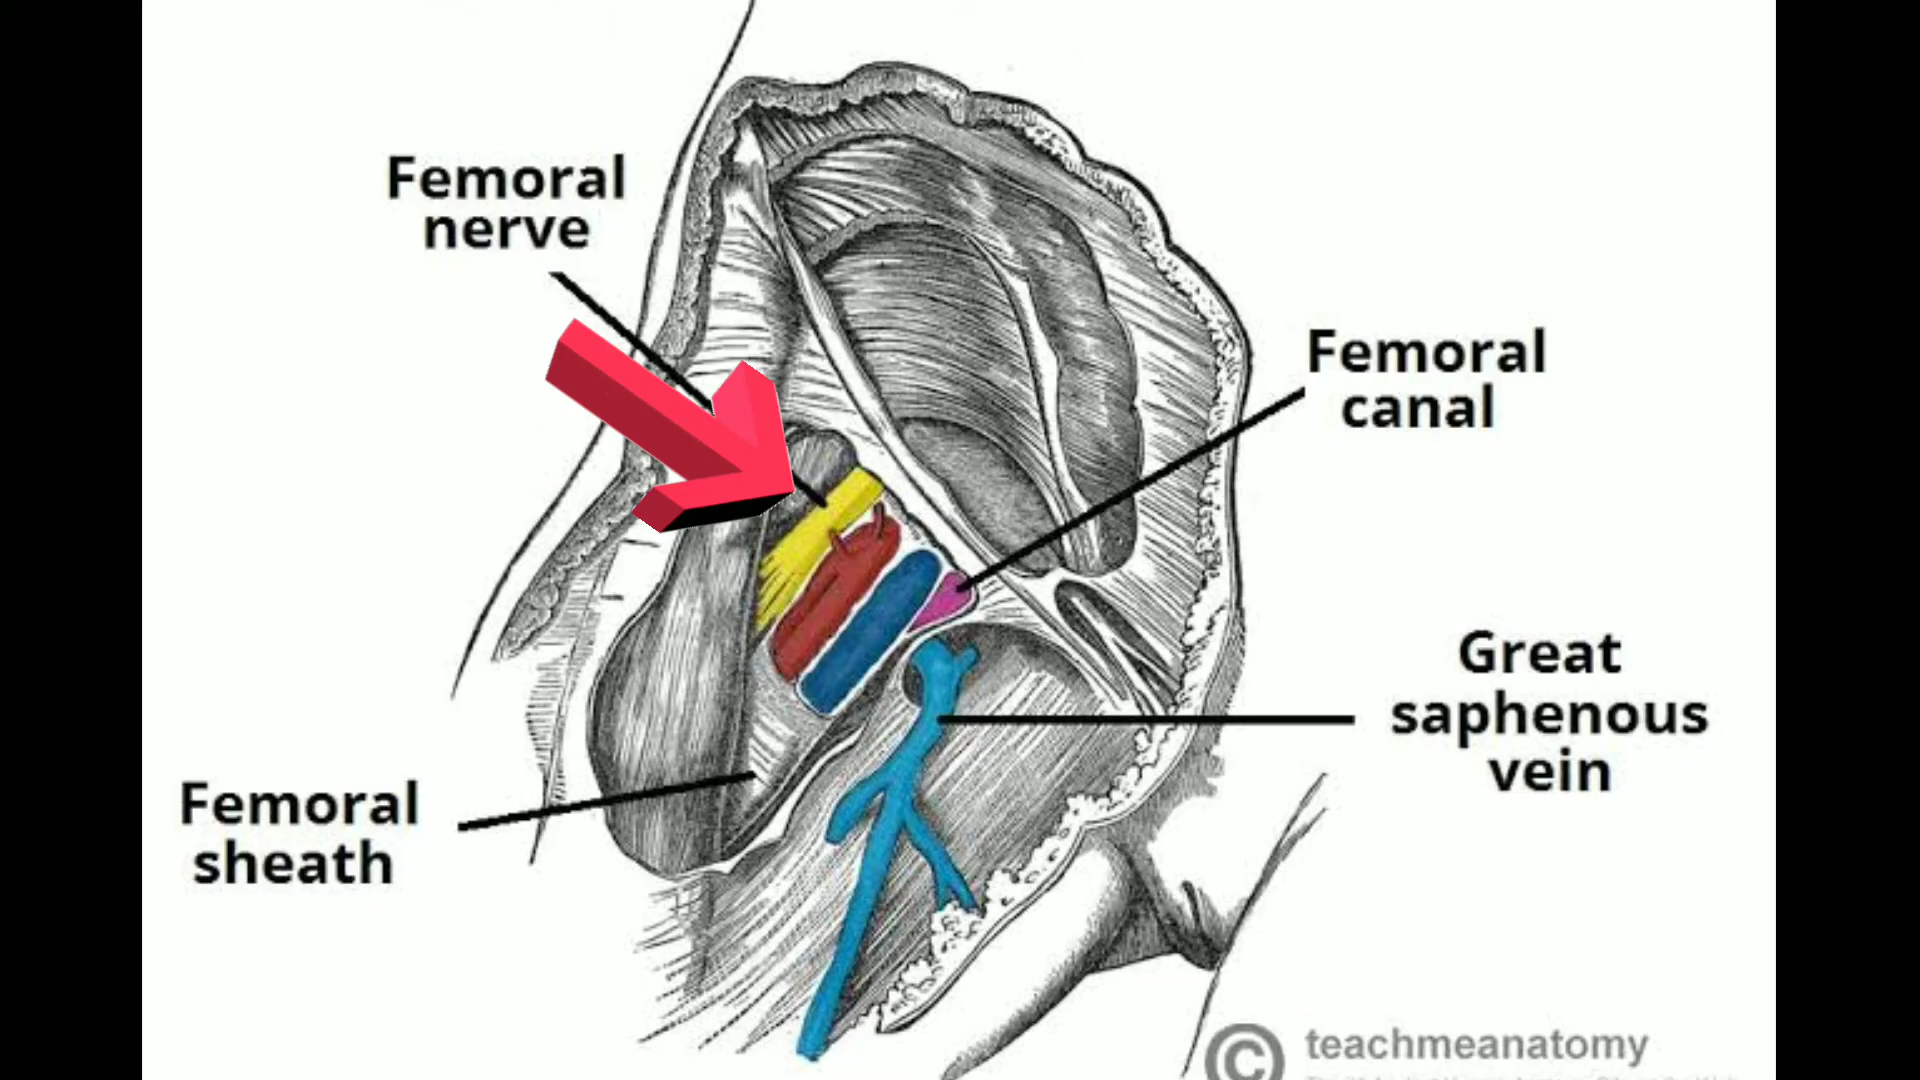 Femoral
nerve
Femoral
canal
Great
saphenous
vein
Femoral
sheath
© teachmeanatomy